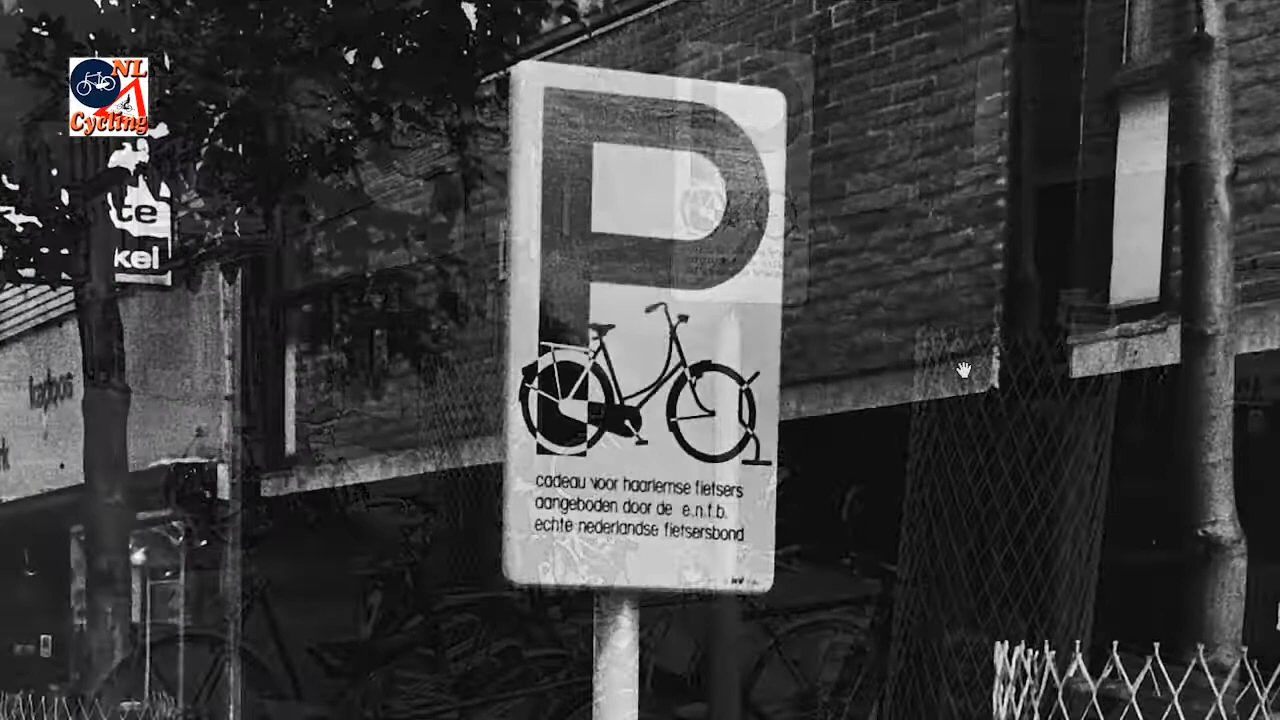 NL
Cycling
te
kel
P
cadeau voor haarlemse fietsers
aangeboden door de e.n.f.b.
echte nederlandse fietsersbond